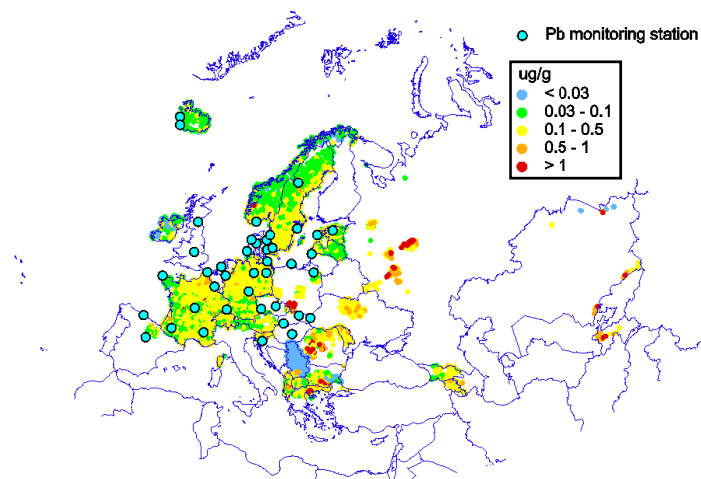 Pb monitoring station
ug/g
< 0.03
0.03 - 0.1
0.1 - 0.5
0.5 - 1
> 1